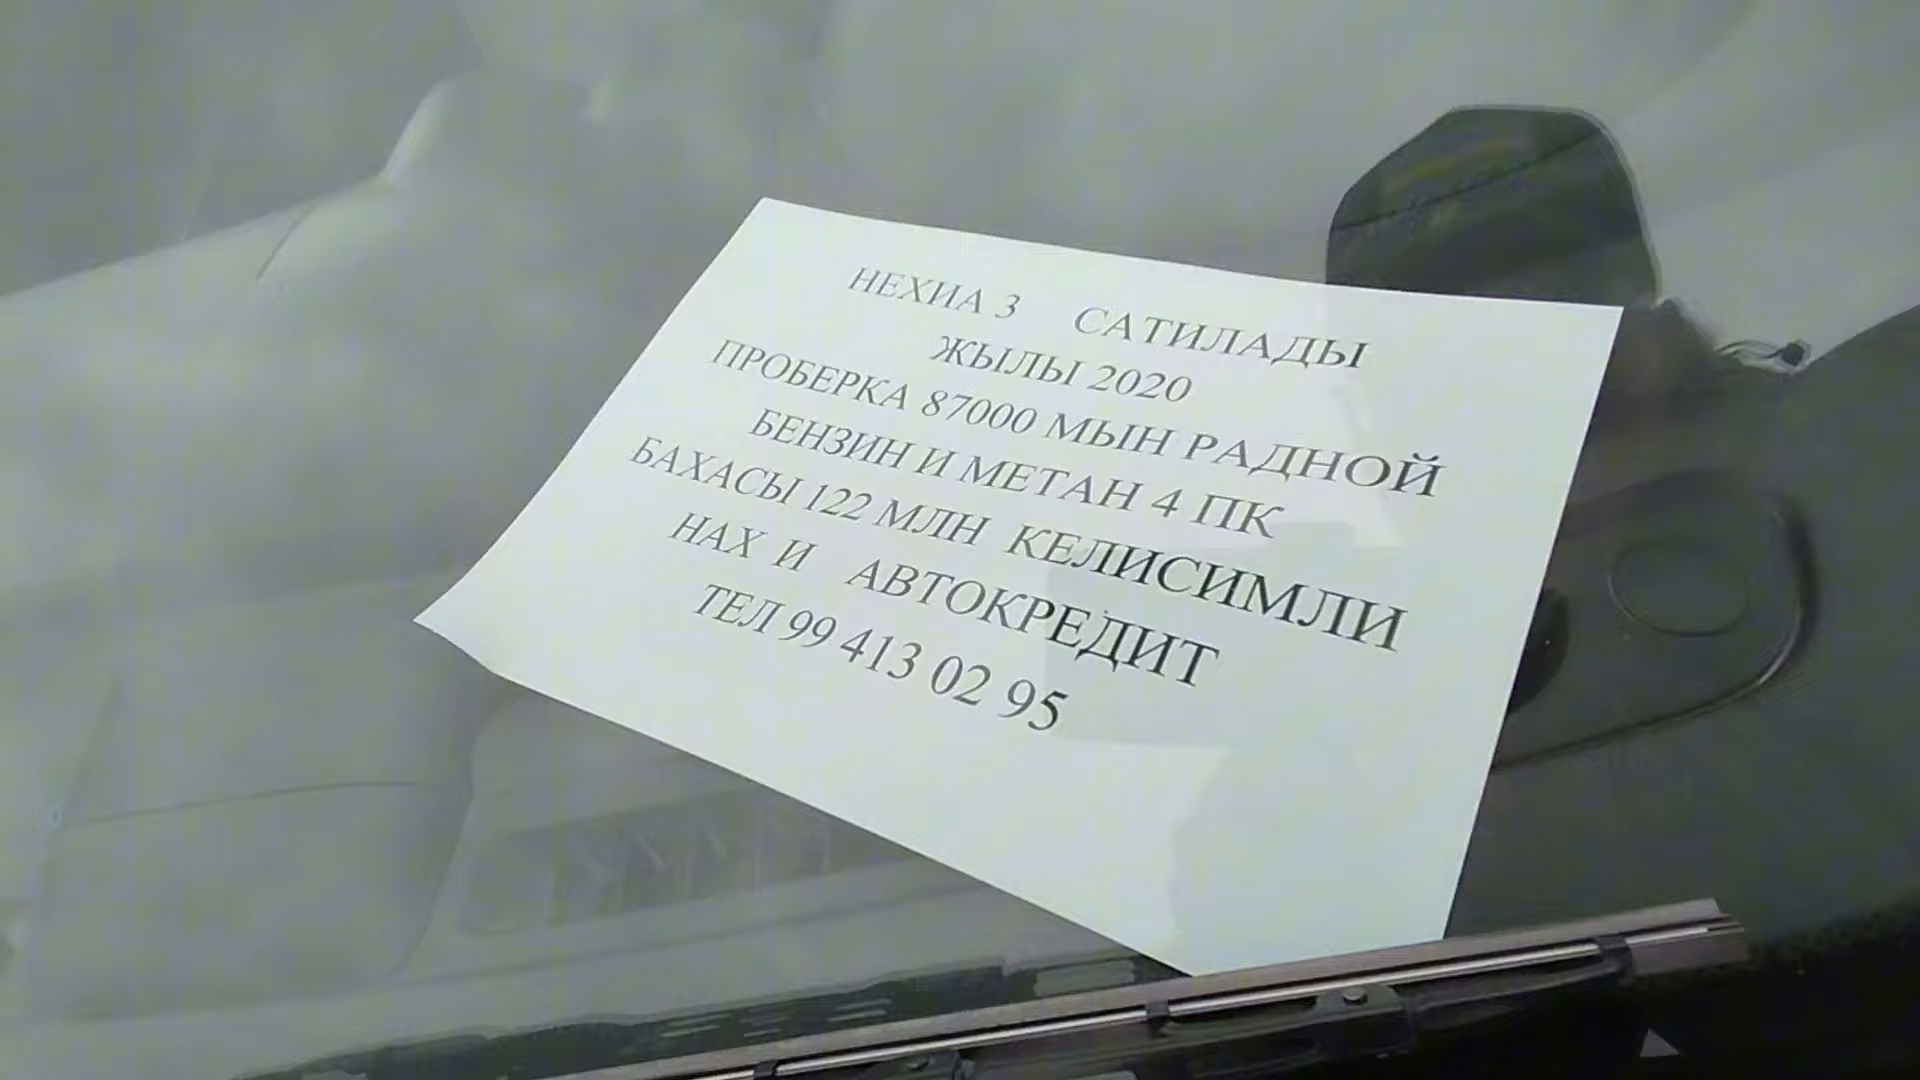 НЕХИА 3 САТИЛАДЫ
ЖЫЛЫ 2020
ПРОБЕРКА 87000 МЫН РАДНОЙ
БЕНЗИН И МЕТАН 4 ПК
БАХАСЫ 122 МЛН КЕЛИСИМЛИ
НАХ И АВТОКРЕДИТ
ТЕЛ 99 413 02 95